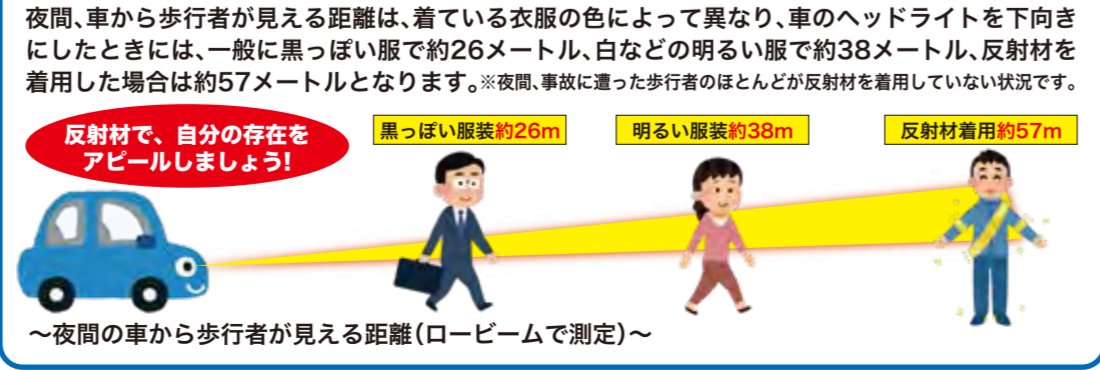 夜間、車から歩行者が見える距離は、着ている衣服の色によって異なり、車のヘッドライトを下向き
にしたときには、一般に黒っぽい服で約26メートル、白などの明るい服で約38メートル、反射材を
着用した場合は約57メートルとなります。※夜間、事故に遭った歩行者のほとんどが反射材を着用していない状況です。
反射材で、自分の存在を
アピールしましょう!
黒っぽい服装約26m
明るい服装約38m
反射材着用約57m
〜夜間の車から歩行者が見える距離(ロービームで測定)〜